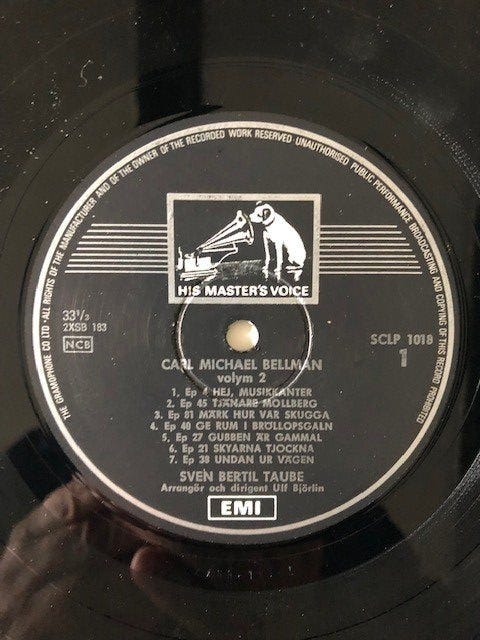 THE GRAMOPHONE CO LTD · ALL RIGHTS OF THE MANUFACTURER AND OF THE OWNER OF THE RECORDED WORK RESERVED · UNAUTHORISED PUBLIC PERFORMANCE BROADCASTING AND COPYING OF THIS RECORD PROHIBITED
HIS MASTER'S VOICE
33⅓
2XSB 183
NCB
SCLP 1018
1
CARL MICHAEL BELLMAN
volym 2
1. Ep 4 HEJ, MUSIKANTER
2. Ep 45 TJÄNARE MOLLBERG
3. Ep 81 MÄRK HUR VÅR SKUGGA
4. Ep 40 GE RUM I BRÖLLOPSGÅLN
5. Ep 27 GUBBEN ÄR GAMMAL
6. Ep 21 SKYARNA TJOCKNA
7. Ep 38 UNDAN UR VÄGEN
SVEN BERTIL TAUBE
Arrangör och dirigent Ulf Björlin
EMI